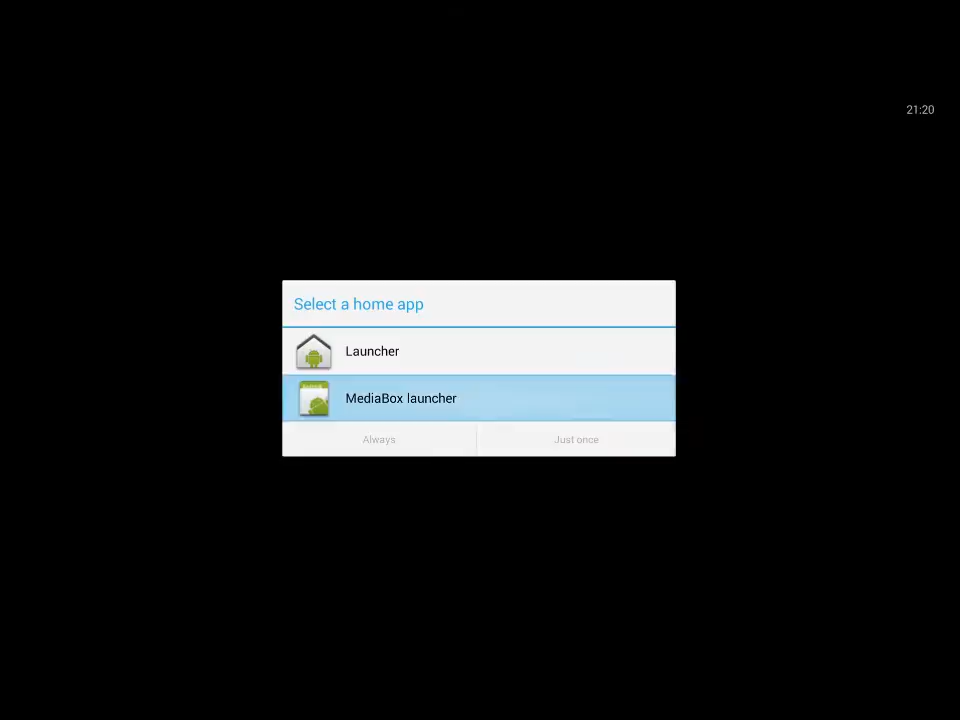 21:20
Select a home app
Launcher
MediaBox launcher
Always
Just once